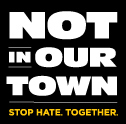 NOT
IN OUR
TOWN
STOP HATE. TOGETHER.